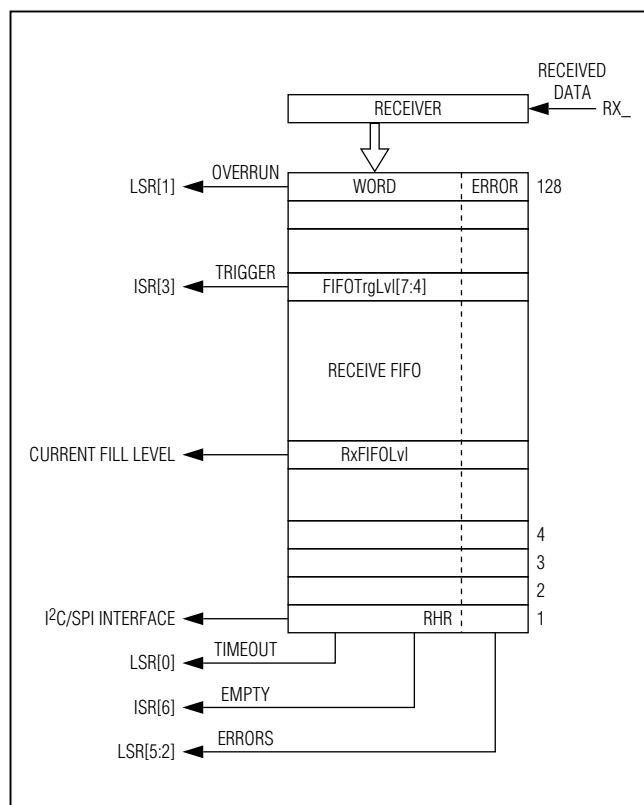 RECEIVED
DATA
RECEIVER
RX_
OVERRUN
LSR[1]
WORD
ERROR
128
TRIGGER
ISR[3]
FIFOTrgLvl[7:4]
RECEIVE FIFO
CURRENT FILL LEVEL
RxFIFOLvl
4
3
2
I2C/SPI INTERFACE
RHR
1
TIMEOUT
LSR[0]
EMPTY
ISR[6]
ERRORS
LSR[5:2]